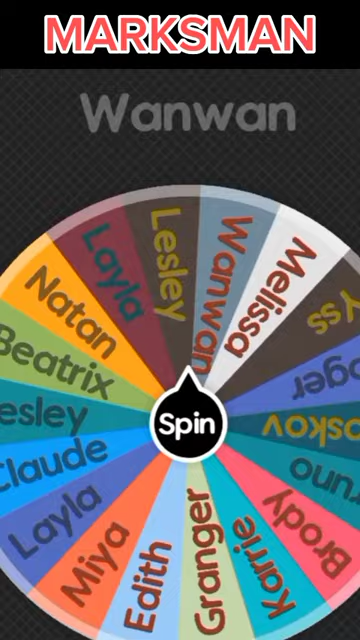 MARKSMAN
Wanwan
Lesley
Wanwan
Layla
Melissa
Natan
Beatrix
Claude
Layla
Miya
Edith
Granger
Karrie
Brody
Spin